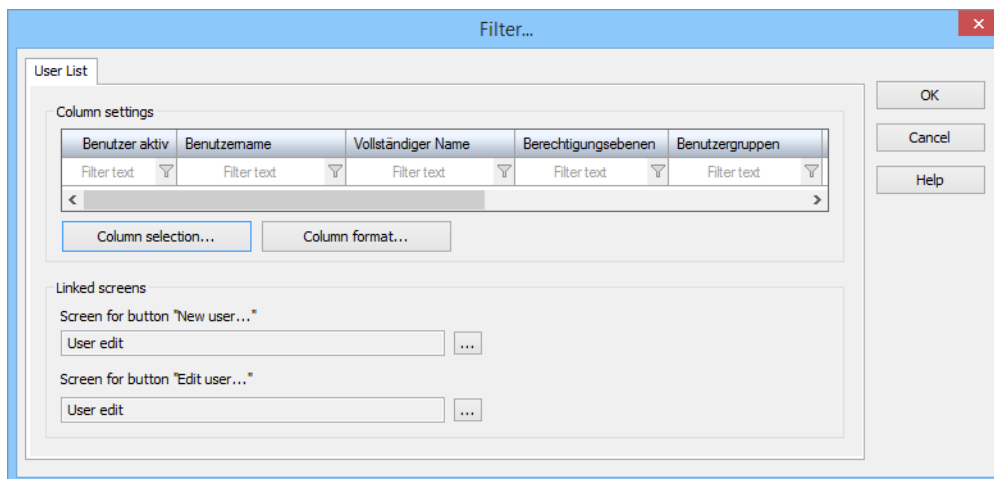 Filter...
User List
Column settings
Benutzer aktiv Benutzername Vollständiger Name Berechtigungsebenen Benutzergruppen
Filter text Filter text Filter text Filter text Filter text
Column selection... Column format...
Linked screens
Screen for button "New user..."
User edit ...
Screen for button "Edit user..."
User edit ...
OK
Cancel
Help